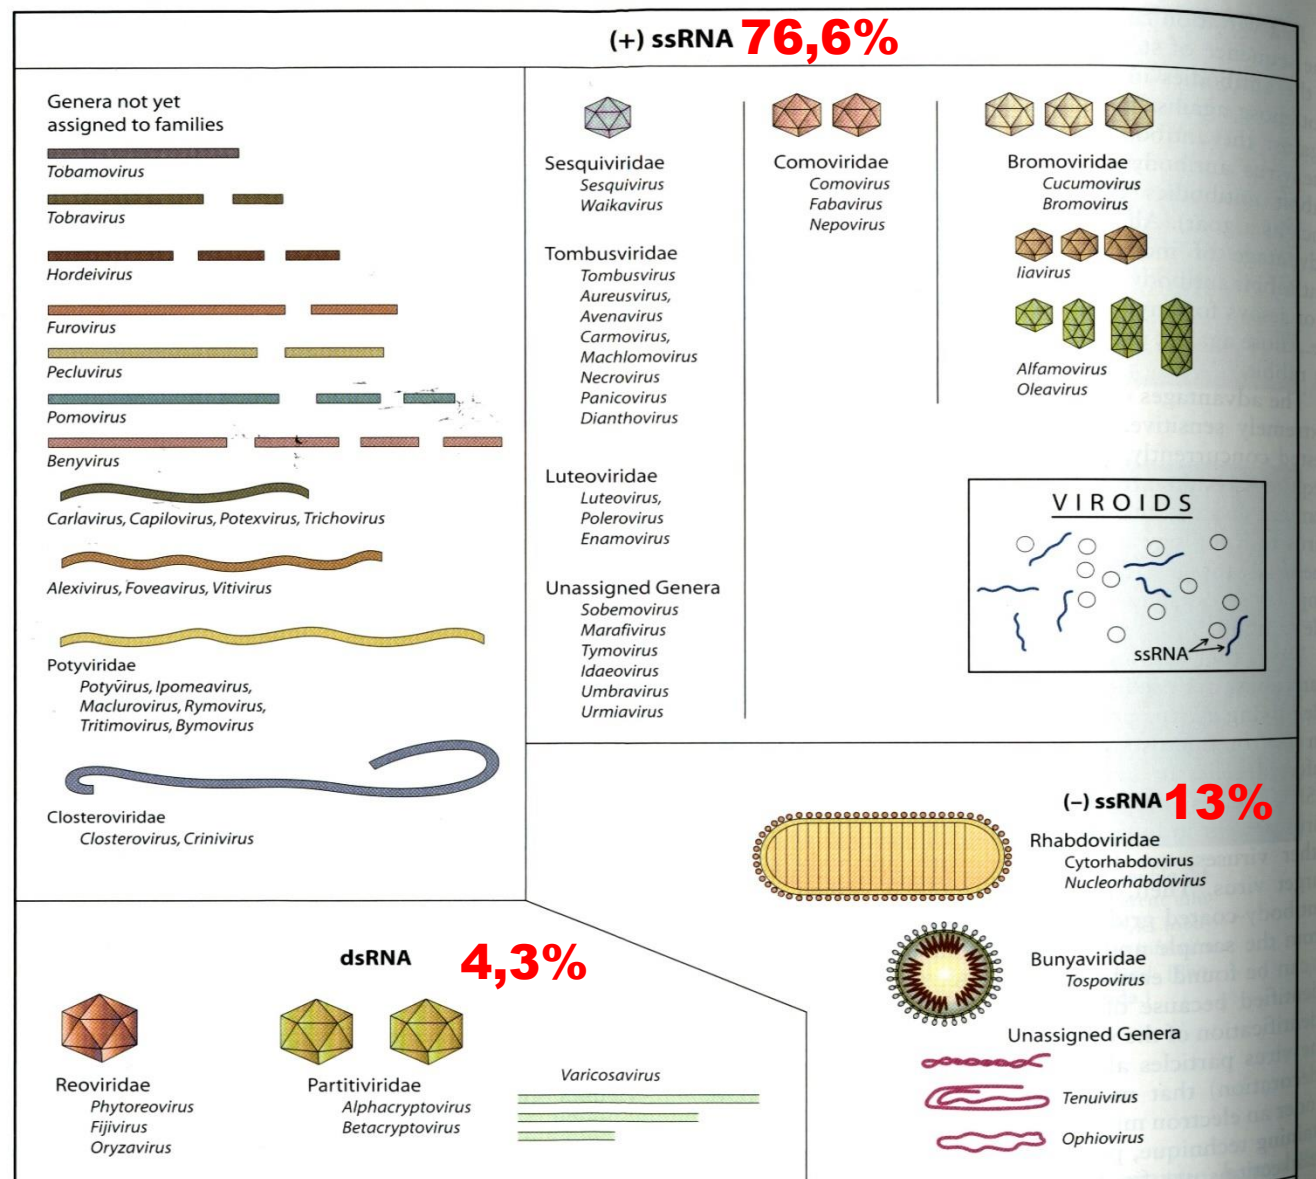 (+) ssRNA 76,6%
Genera not yet
assigned to families
Tobamovirus
Tobravirus
Hordeivirus
Furovirus
Pecluvirus
Pomovirus
Benyvirus
Carlavirus, Capilovirus, Potexvirus, Trichovirus
Alexivirus, Foveavirus, Vitivirus
Potyviridae
Potyvirus, Ipomeavirus,
Maclurovirus, Rymovirus,
Tritimovirus, Bymovirus
Closteroviridae
Closterovirus, Crinivirus
Sesquiviridae
Sesquivirus
Waikavirus
Tombusviridae
Tombusvirus
Aureusvirus,
Avenavirus
Carmovirus,
Machlomovirus
Necrovirus
Panicovirus
Dianthovirus
Luteoviridae
Luteovirus,
Polerovirus
Enamovirus
Unassigned Genera
Sobemovirus
Marafivirus
Tymovirus
Idaeovirus
Umbravirus
Urmiavirus
Comoviridae
Comovirus
Fabavirus
Nepovirus
Bromoviridae
Cucumovirus
Bromovirus
Ilavirus
Alfamovirus
Oleavirus
VIROIDS
ssRNA
(–) ssRNA 13%
Rhabdoviridae
Cytorhabdovirus
Nucleorhabdovirus
Bunyaviridae
Tospovirus
Unassigned Genera
Tenuivirus
Ophiovirus
dsRNA 4,3%
Reoviridae
Phytoreovirus
Fijivirus
Oryzavirus
Partitiviridae
Alphacryptovirus
Betacryptovirus
Varicosavirus